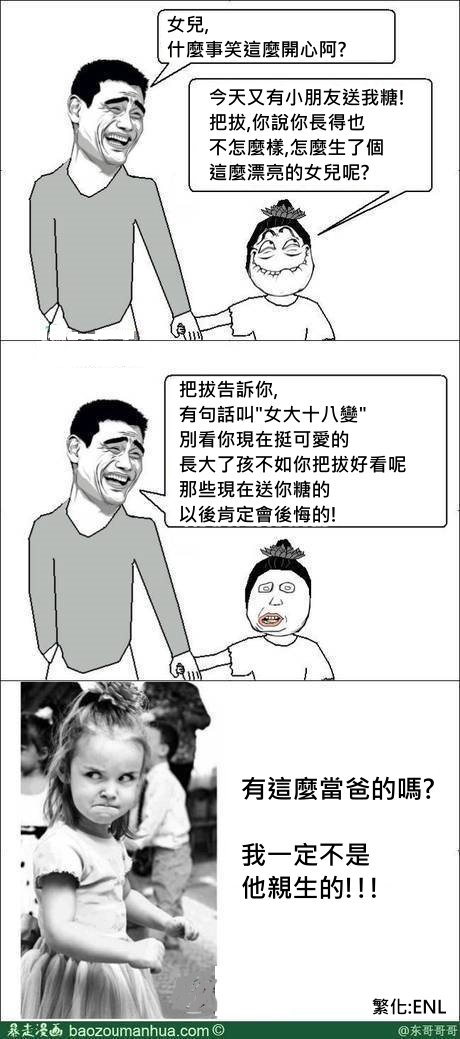 女兒,
什麼事笑這麼開心阿?
今天又有小朋友送我糖!
把拔,你說你長得也
不怎麼樣,怎麼生了個
這麼漂亮的女兒呢?
把拔告訴你,
有句話叫"女大十八變"
別看你現在挺可愛的
長大了孩不如你把拔好看呢
那些現在送你糖的
以後肯定會後悔的!
有這麼當爸的嗎?
我一定不是
他親生的!!!
繁化:ENL
暴走漫画 baozoumanhua.com ©
@东哥哥哥